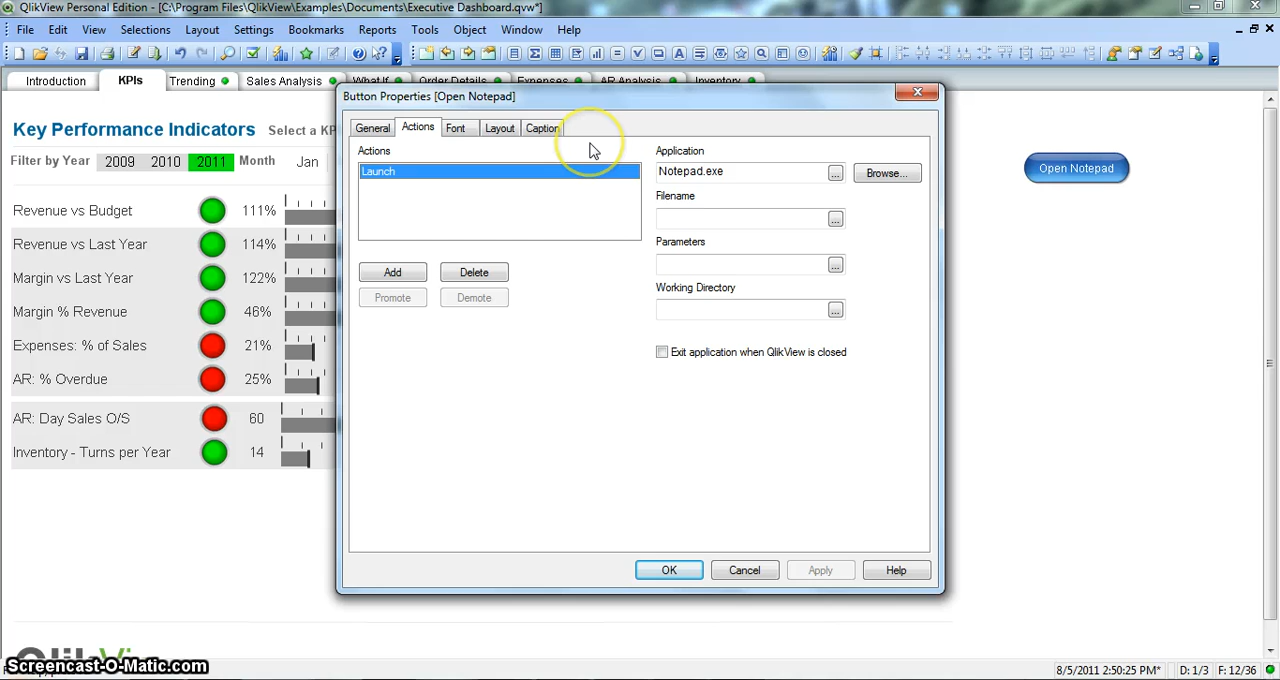 QlikView Personal Edition - [C:\Program Files\QlikView\Examples\Documents\Executive Dashboard.qvw*]
File Edit View Selections Layout Settings Bookmarks Reports Tools Object Window Help
Introduction KPIs Trending Sales Analysis What If Order Details Expenses AR Analysis Inventory
Button Properties [Open Notepad]
General Actions Font Layout Caption
Key Performance Indicators Select a KP
Filter by Year 2009 2010 2011 Month Jan
Revenue vs Budget 111%
Revenue vs Last Year 114%
Margin vs Last Year 122%
Margin % Revenue 46%
Expenses: % of Sales 21%
AR: % Overdue 25%
AR: Day Sales O/S 60
Inventory - Turns per Year 14
Actions
Launch
Add Delete
Promote Demote
Application
Notepad.exe ... Browse...
Filename
...
Parameters
...
Working Directory
...
Exit application when QlikView is closed
OK Cancel Apply Help
Open Notepad
Screencast-O-Matic.com
8/5/2011 2:50:25 PM* D: 1/3 F: 12/36